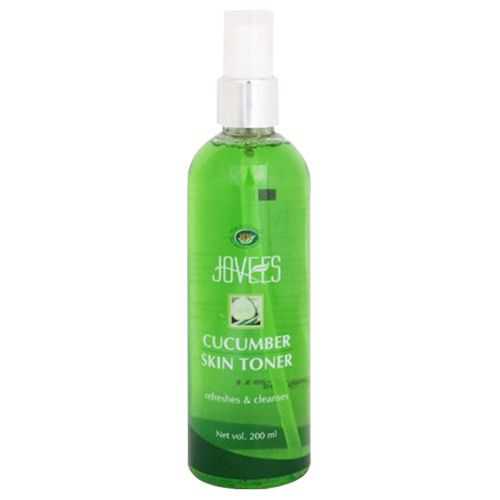 JOVEES
CUCUMBER
SKIN TONER
refreshes & cleanses
Net vol. 200 ml